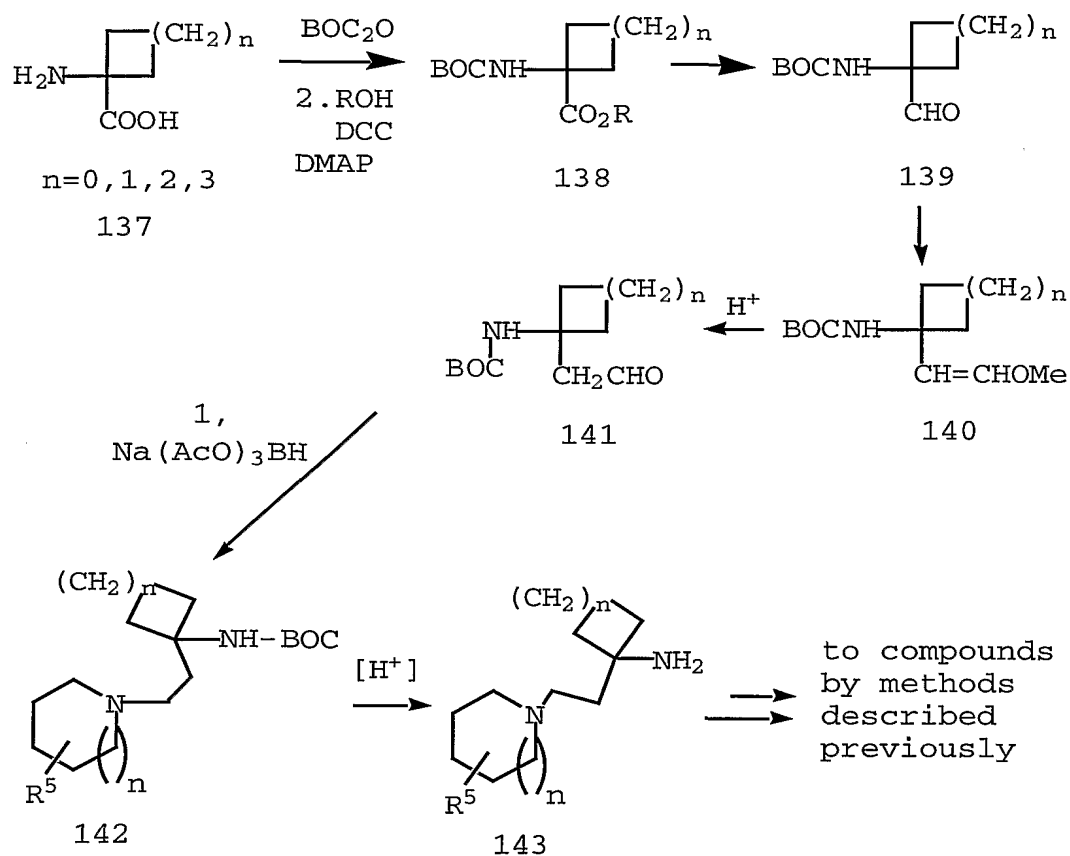 (CH₂)ₙ
H₂N
COOH
n=0,1,2,3
137
BOC₂O
2.ROH
DCC
DMAP
(CH₂)ₙ
BOCNH
CO₂R
138
(CH₂)ₙ
BOCNH
CHO
139
(CH₂)ₙ
NH
BOC
CH₂CHO
141
H⁺
(CH₂)ₙ
BOCNH
CH=CHOMe
140
1,
Na(AcO)₃BH
(CH₂)ₙ
NH-BOC
N
R⁵
( )n
142
[H⁺]
(CH₂)ₙ
NH₂
N
R⁵
( )n
143
to compounds
by methods
described
previously